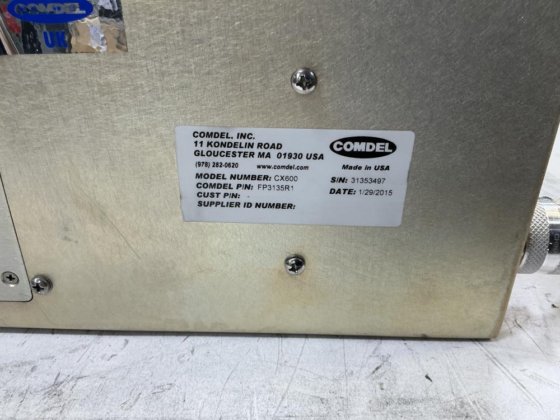 COMDEL
UK
COMDEL, INC.
11 KONDELIN ROAD
GLOUCESTER MA 01930 USA
(978) 282-0620 www.comdel.com
COMDEL
Made in USA
MODEL NUMBER: CX600
S/N: 31353497
COMDEL P/N: FP3135R1
DATE: 1/29/2015
CUST P/N: -
SUPPLIER ID NUMBER: